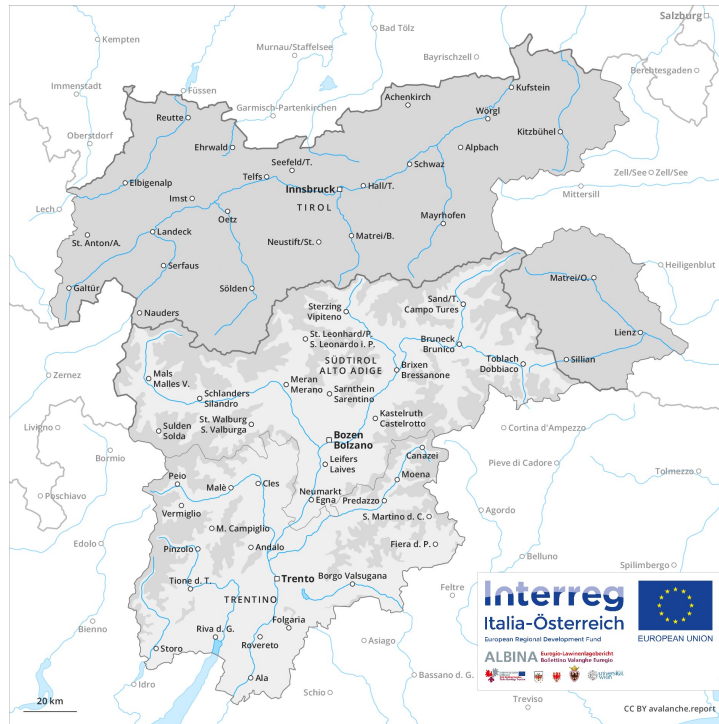 Salzburg
Bad Tölz
Kempten
Murnau/Staffelsee
Bayrischzell
Berchtesgaden
Immenstadt
Füssen
Garmisch-Partenkirchen
Achenkirch
Kufstein
Reutte
Wörgl
Oberstdorf
Ehrwald
Kitzbühel
Seefeld/T.
Alpbach
Telfs
Schwaz
Zell/See
Zell/See
Elbigenalp
Innsbruck
Hall/T.
Mittersill
Imst
TIROL
Lech
Oetz
Mayrhofen
St. Anton/A.
Landeck
Neustift/St.
Matrei/B.
Serfaus
Heiligenblut
Galtür
Sölden
Matrei/O.
Nauders
Sterzing
Vipiteno
Sand/T.
Campo Tures
St. Leonhard/P.
S. Leonardo i. P.
Lienz
Bruneck
Brunico
SÜDTIROL
ALTO ADIGE
Toblach
Dobbiaco
Sillian
Brixen
Bressanone
Zernez
Mals
Malles V.
Meran
Merano
Sarnthein
Sarentino
Schlanders
Silandro
Kastelruth
Castelrotto
St. Walburg
S. Valburga
Livigno
Sulden
Solda
Bozen
Bolzano
Cortina d'Ampezzo
Bormio
Leifers
Laives
Canazei
Pieve di Cadore
Tolmezzo
Peio
Moena
Malè
Cles
Neumarkt
Egna
Predazzo
Poschiavo
Vermiglio
Agordo
S. Martino d. C.
M. Campiglio
Edolo
Pinzolo
Andalo
Fiera d. P.
Belluno
Spilimbergo
Trento
Borgo Valsugana
Tione d. T.
Feltre
TRENTINO
Folgaria
Bienno
Riva d. G.
Rovereto
Asiago
Storo
Idro
Ala
Schio
Bassano d. G.
Treviso
20 km
Interreg
Italia-Österreich
European Regional Development Fund
EUROPEAN UNION
ALBINA
Euregio-Lawinenlagebericht
Bollettino Valanghe Euregio
universität
wien
CC BY avalanche.report